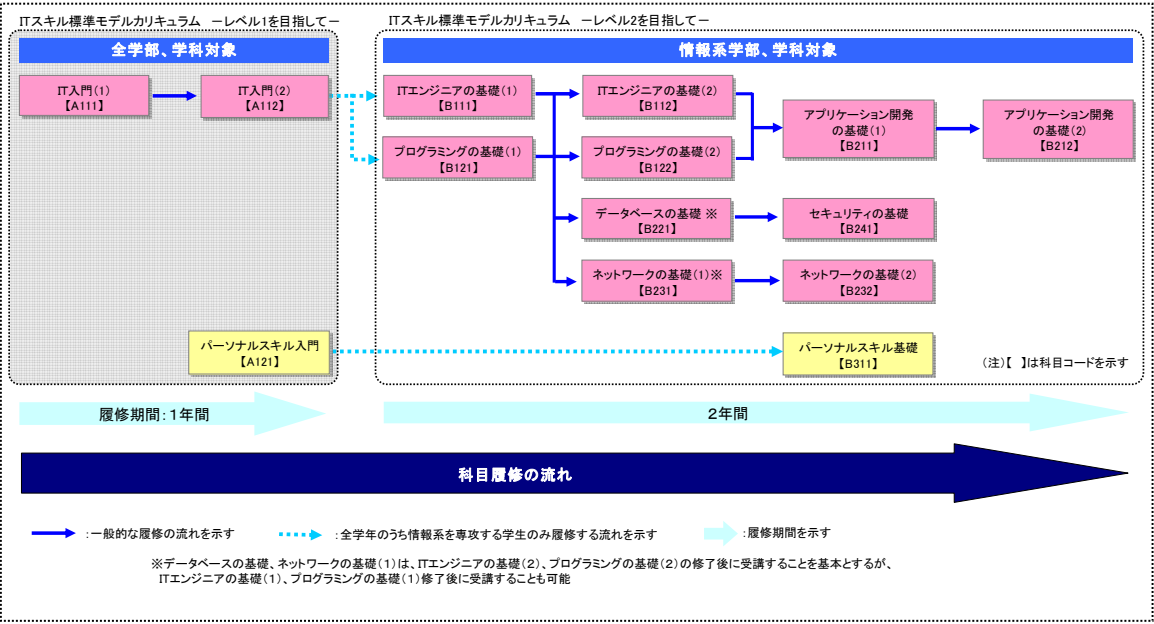 ITスキル標準モデルカリキュラム －レベル1を目指して－
ITスキル標準モデルカリキュラム －レベル2を目指して－
全学部、学科対象
情報系学部、学科対象
IT入門(1)
【A111】
IT入門(2)
【A112】
ITエンジニアの基礎(1)
【B111】
ITエンジニアの基礎(2)
【B112】
アプリケーション開発
の基礎(1)
【B211】
アプリケーション開発
の基礎(2)
【B212】
プログラミングの基礎(1)
【B121】
プログラミングの基礎(2)
【B122】
データベースの基礎 ※
【B221】
セキュリティの基礎
【B241】
ネットワークの基礎(1)※
【B231】
ネットワークの基礎(2)
【B232】
パーソナルスキル入門
【A121】
パーソナルスキル基礎
【B311】
(注)【 】は科目コードを示す
履修期間：1年間
2年間
科目履修の流れ
：一般的な履修の流れを示す
：全学年のうち情報系を専攻する学生のみ履修する流れを示す
：履修期間を示す
※データベースの基礎、ネットワークの基礎(1)は、ITエンジニアの基礎(2)、プログラミングの基礎(2)の修了後に受講することを基本とするが、
ITエンジニアの基礎(1)、プログラミングの基礎(1)修了後に受講することも可能